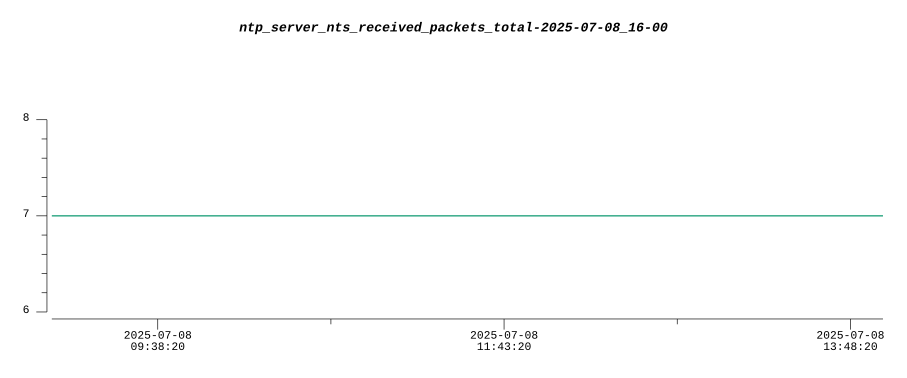 ntp_server_nts_received_packets_total-2025-07-08_16-00
8
7
6
2025-07-08 2025-07-08 2025-07-08
09:38:20 11:43:20 13:48:20